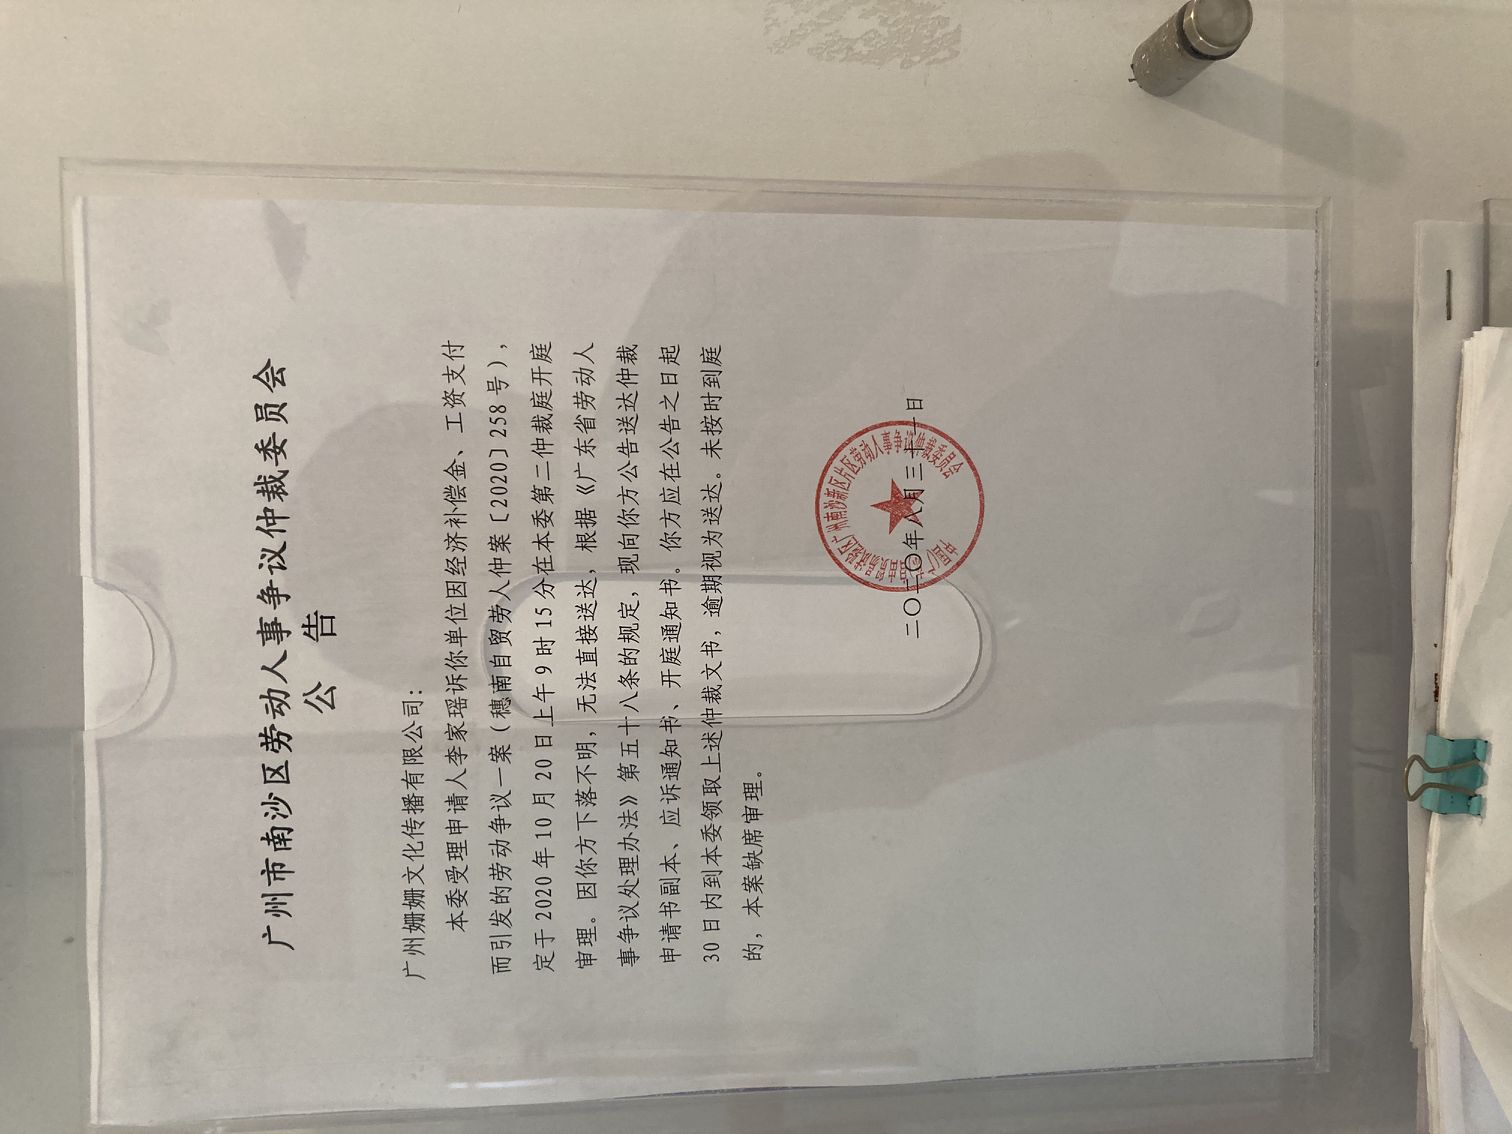 广州市南沙区劳动人事争议仲裁委员会
公 告
广州姗姗文化传播有限公司：
本委受理申请人李家瑶诉你单位因经济补偿金、工资支付
而引发的劳动争议一案（穗南自贸劳人仲案〔2020〕258号），
定于2020年10月20日上午9时15分在本委第二仲裁庭开庭
审理。因你方下落不明，无法直接送达，根据《广东省劳动人
事争议处理办法》第五十八条的规定，现向你方公告送达仲裁
申请书副本、应诉通知书、开庭通知书。你方应在公告之日起
30日内到本委领取上述仲裁文书，逾期视为送达。未按时到庭
的，本案缺席审理。
二〇二〇年八月三十一日